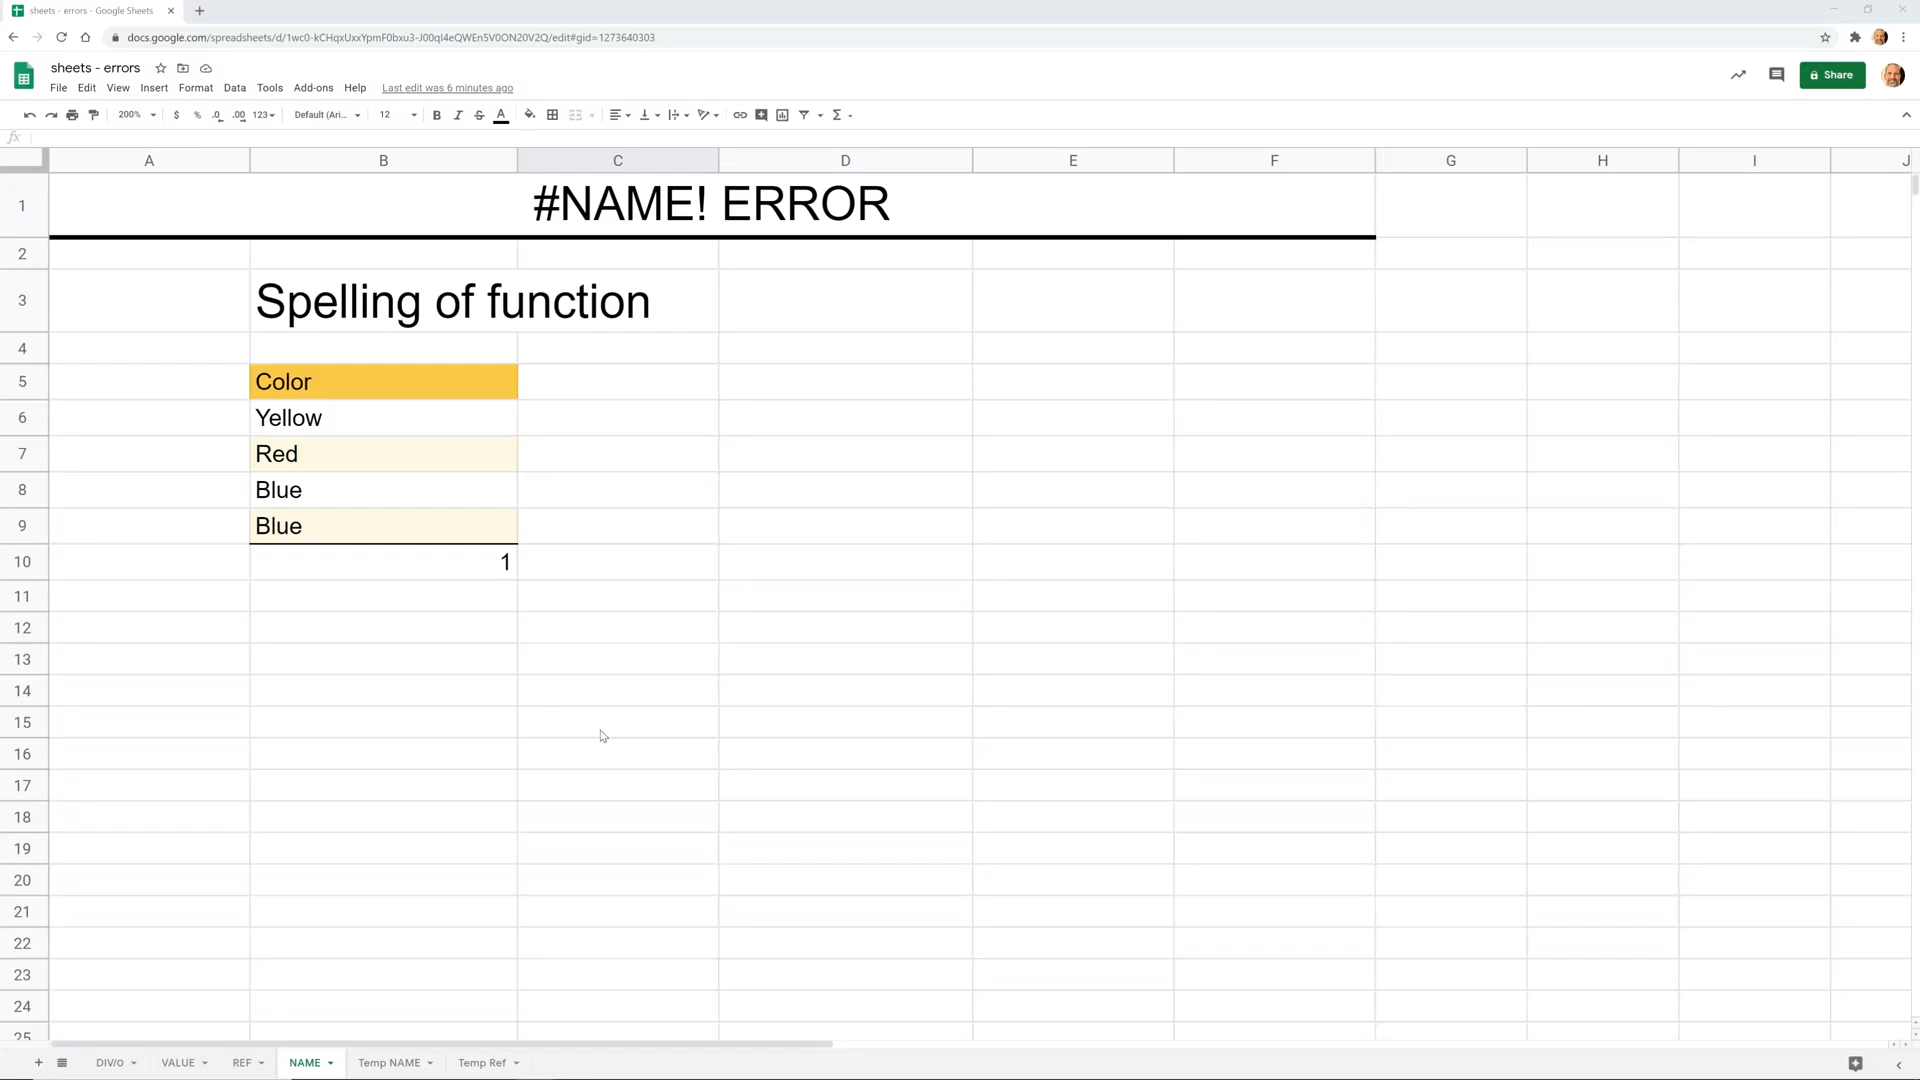 sheets - errors - Google Sheets
docs.google.com/spreadsheets/d/1wc0-kCHqxUxxYpmF0bxu3-J00qI4eQWEn5V0ON20V2Q/edit#gid=1273640303
sheets - errors
Share
File Edit View Insert Format Data Tools Add-ons Help Last edit was 6 minutes ago
200% $ % .0 .00 123 Default (Ari... 12 B I S A Σ
fx
A B C D E F G H I J
1 #NAME! ERROR
2
3 Spelling of function
4
5 Color
6 Yellow
7 Red
8 Blue
9 Blue
10 1
11
12
13
14
15
16
17
18
19
20
21
22
23
24
25
DIV/0 VALUE REF NAME Temp NAME Temp Ref